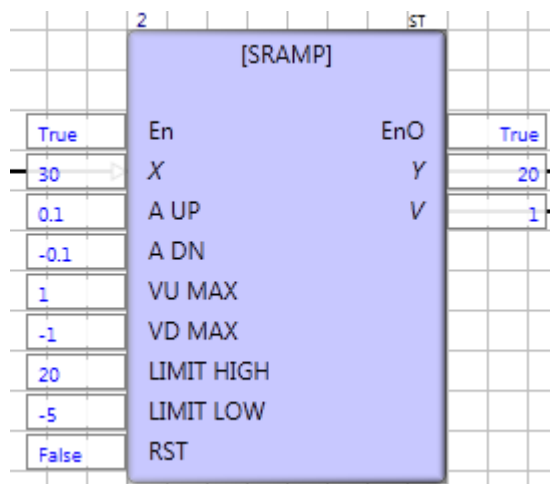 2 ST
[SRAMP]
True En EnO True
30 X Y 20
0.1 A UP V 1
-0.1 A DN
1 VU MAX
-1 VD MAX
20 LIMIT HIGH
-5 LIMIT LOW
False RST